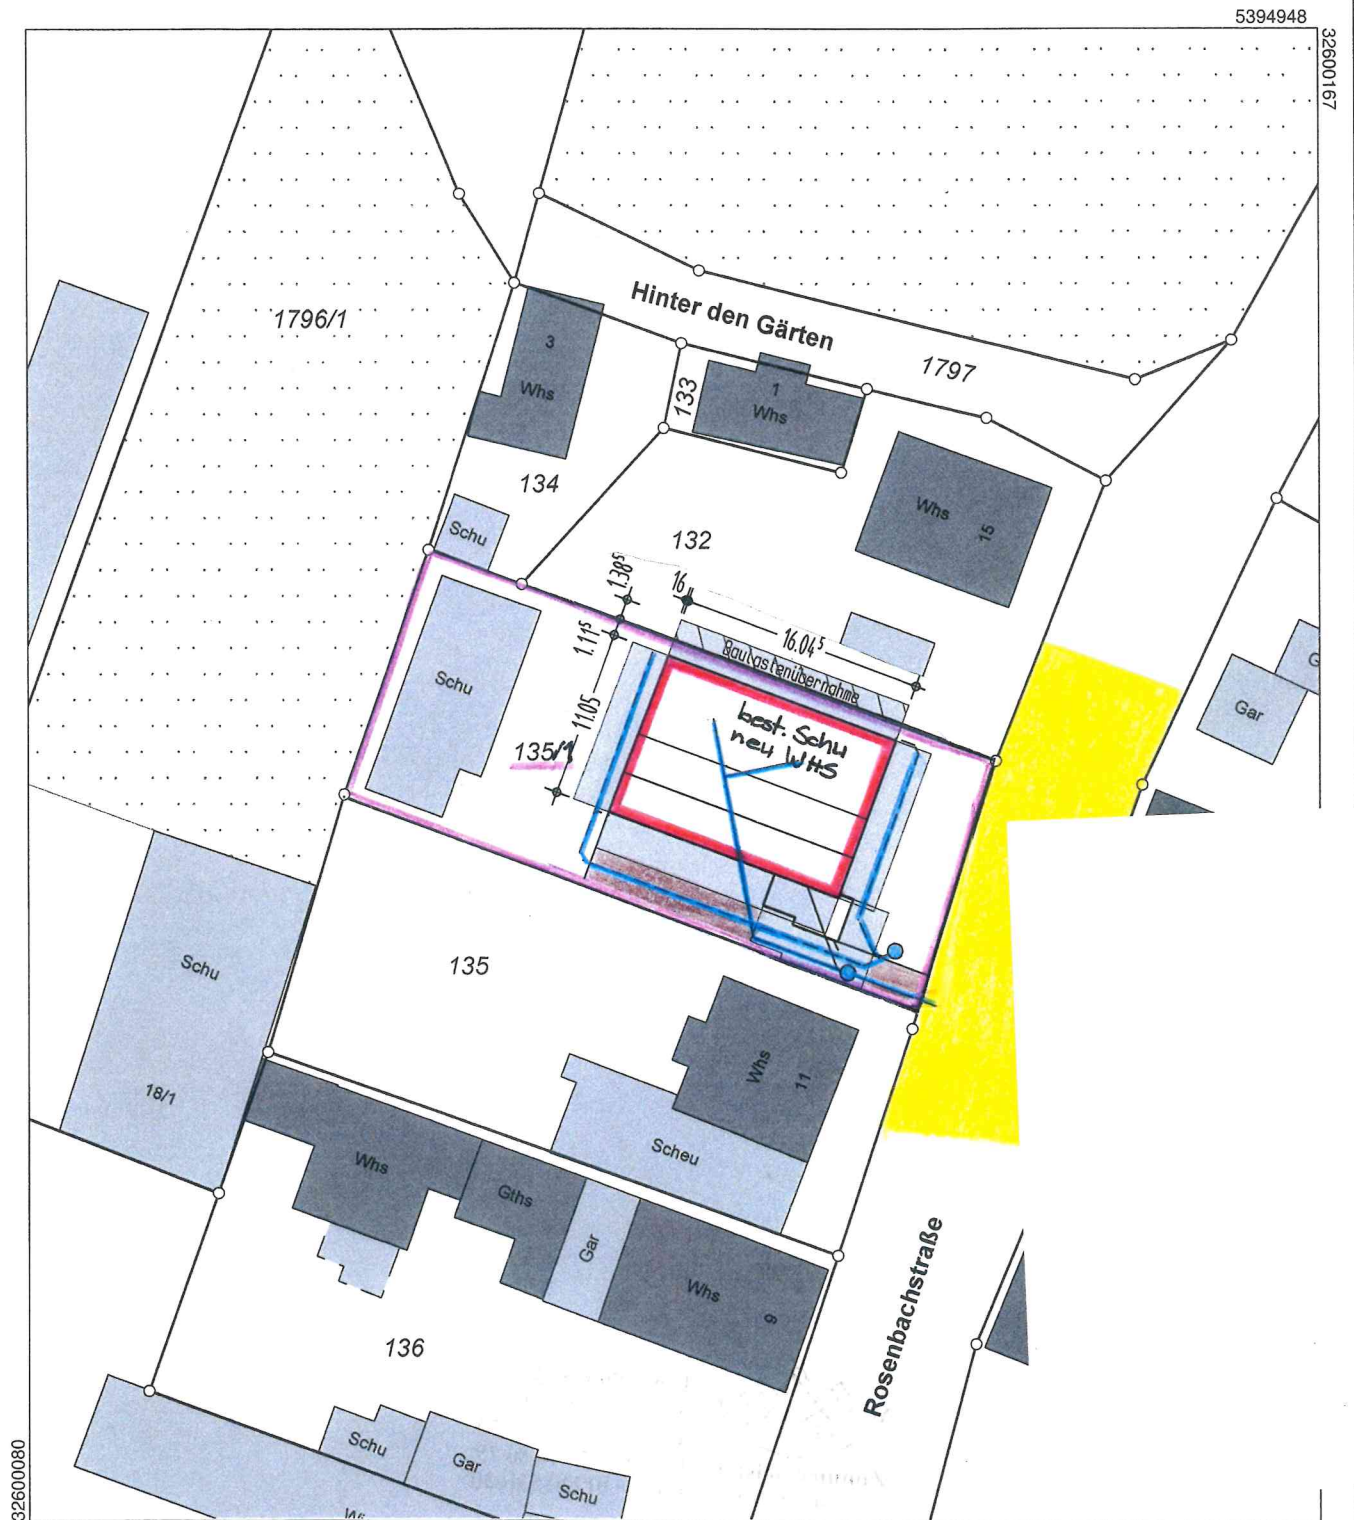 5394948
32600167
Hinter den Gärten
1796/1
3
Whs
133
1
Whs
1797
134
Schu
132
Whs
15
1.38⁵
16
16.04⁵
1.11⁵
Baulastenübernahme
Schu
11.05
best. Schu
neu WHS
135/1
G
Gar
Schu
18/1
135
Whs
11
Scheu
Whs
Gths
Gar
Whs
9
Rosenbachstraße
136
Schu
Gar
Schu
32600080